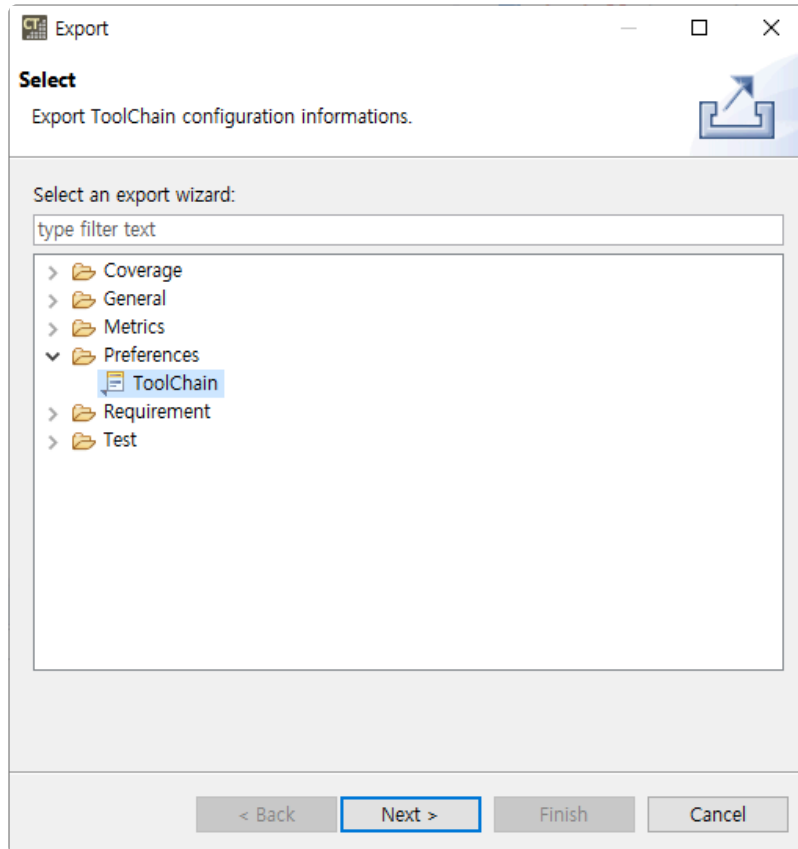 CT
Export
Select
Export ToolChain configuration informations.
Select an export wizard:
type filter text
Coverage
General
Metrics
Preferences
ToolChain
Requirement
Test
< Back Next > Finish Cancel